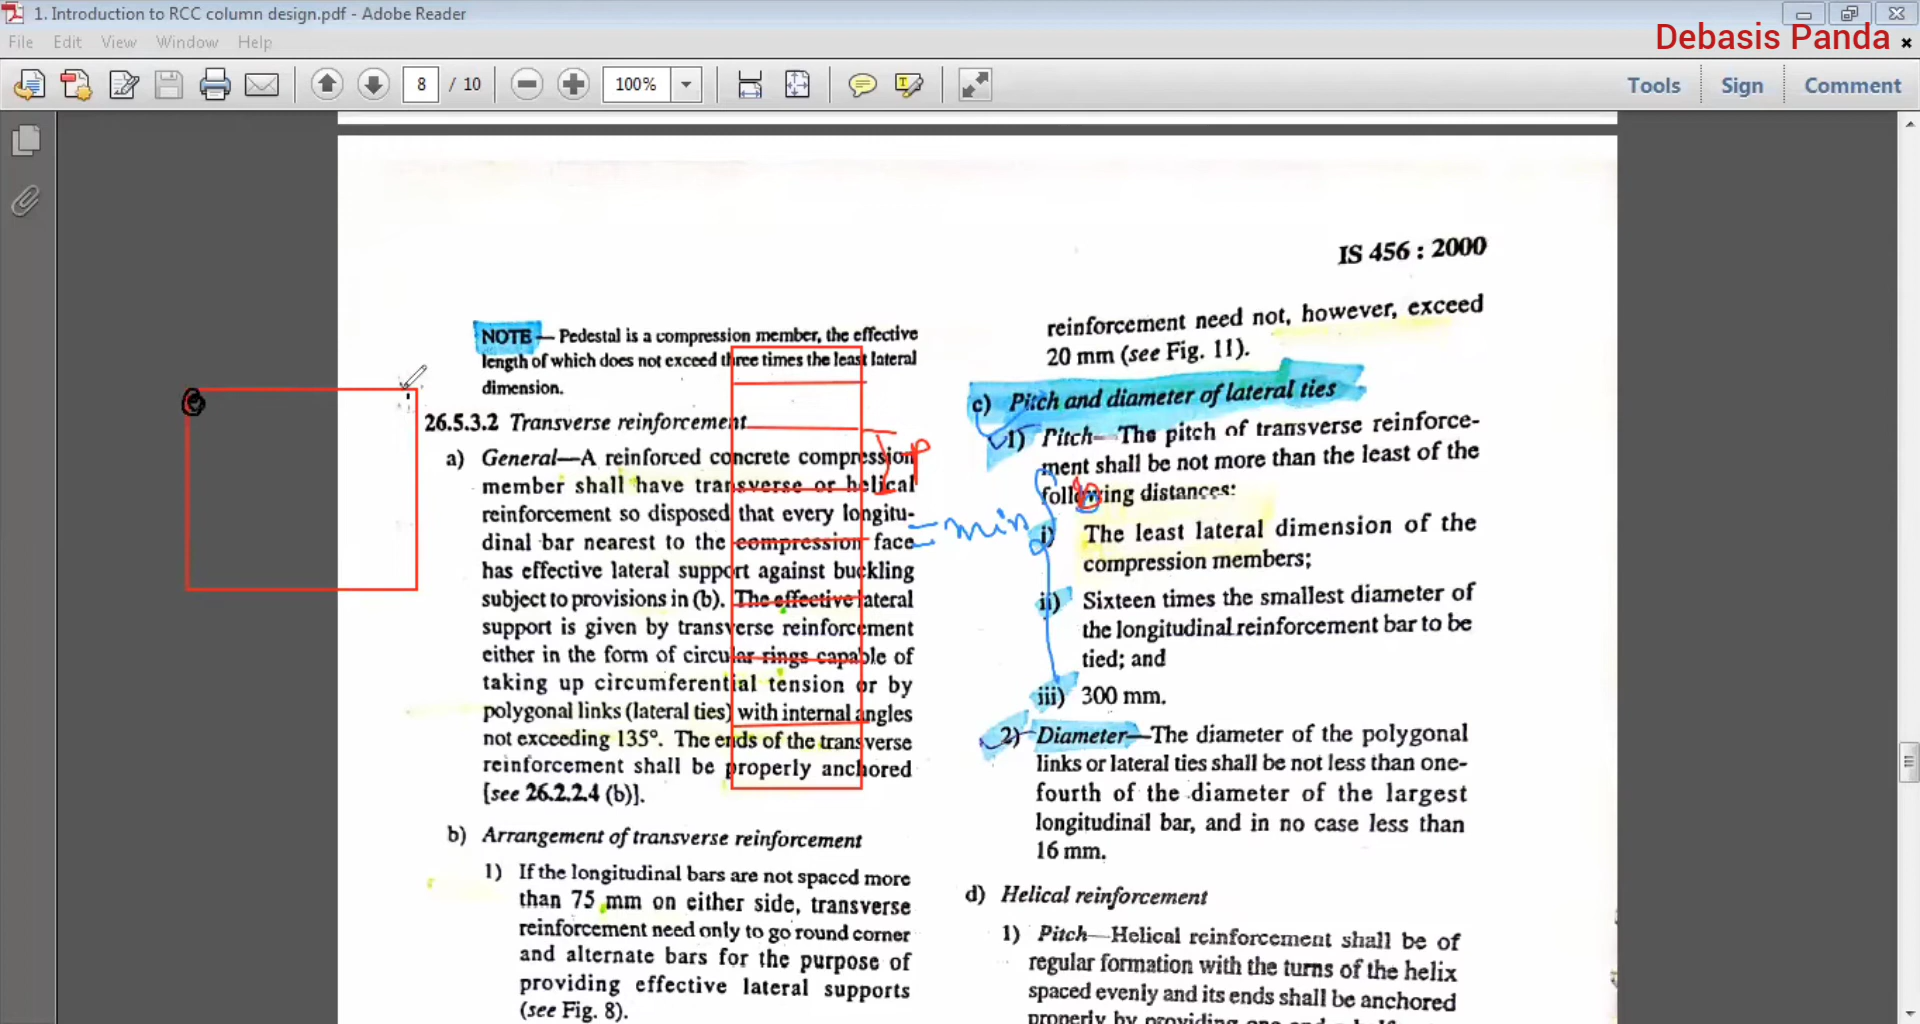 1. Introduction to RCC column design.pdf - Adobe Reader
Debasis Panda
File Edit View Window Help
8 / 10 100% Tools Sign Comment
IS 456 : 2000
NOTE — Pedestal is a compression member, the effective
length of which does not exceed three times the least lateral
dimension.
26.5.3.2 Transverse reinforcement
a) General—A reinforced concrete compression
member shall have transverse or helical
reinforcement so disposed that every longitu-
dinal bar nearest to the compression face
has effective lateral support against buckling
subject to provisions in (b). The effective lateral
support is given by transverse reinforcement
either in the form of circular rings capable of
taking up circumferential tension or by
polygonal links (lateral ties) with internal angles
not exceeding 135°. The ends of the transverse
reinforcement shall be properly anchored
[see 26.2.2.4 (b)].
b) Arrangement of transverse reinforcement
1) If the longitudinal bars are not spaced more
than 75 mm on either side, transverse
reinforcement need only to go round corner
and alternate bars for the purpose of
providing effective lateral supports
(see Fig. 8).
P
= min
reinforcement need not, however, exceed
20 mm (see Fig. 11).
c) Pitch and diameter of lateral ties
1) Pitch—The pitch of transverse reinforce-
ment shall be not more than the least of the
following distances:
i) The least lateral dimension of the
compression members;
ii) Sixteen times the smallest diameter of
the longitudinal reinforcement bar to be
tied; and
iii) 300 mm.
2) Diameter—The diameter of the polygonal
links or lateral ties shall be not less than one-
fourth of the diameter of the largest
longitudinal bar, and in no case less than
16 mm.
d) Helical reinforcement
1) Pitch—Helical reinforcement shall be of
regular formation with the turns of the helix
spaced evenly and its ends shall be anchored
properly by providing one and a half